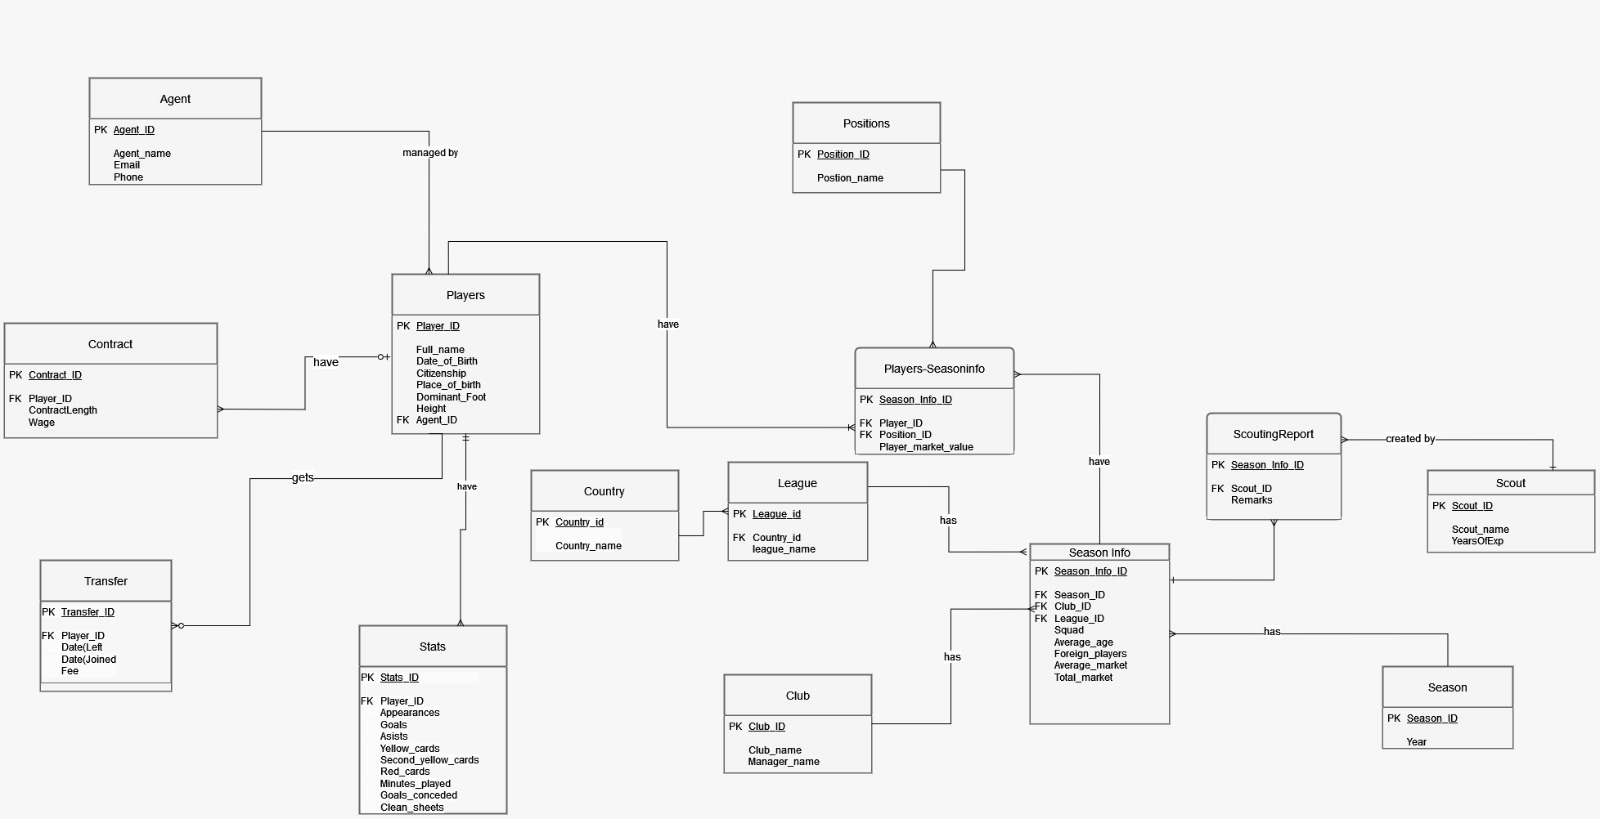 Agent
PK Agent_ID
Agent_name
Email
Phone
managed by
Positions
PK Position_ID
Postion_name
Players
PK Player_ID
Full_name
Date_of_Birth
Citizenship
Place_of_birth
Dominant_Foot
Height
FK Agent_ID
have
Contract
PK Contract_ID
FK Player_ID
ContractLength
Wage
have
Players-Seasoninfo
PK Season_Info_ID
FK Player_ID
FK Position_ID
Player_market_value
have
ScoutingReport
PK Season_Info_ID
FK Scout_ID
Remarks
created by
Scout
PK Scout_ID
Scout_name
YearsOfExp
gets
have
Country
PK Country_id
Country_name
League
PK League_id
FK Country_id
league_name
has
Season Info
PK Season_Info_ID
FK Season_ID
FK Club_ID
FK League_ID
Squad
Average_age
Foreign_players
Average_market
Total_market
Transfer
PK Transfer_ID
FK Player_ID
Date(Left
Date(Joined
Fee
Stats
PK Stats_ID
FK Player_ID
Appearances
Goals
Asists
Yellow_cards
Second_yellow_cards
Red_cards
Minutes_played
Goals_conceded
Clean_sheets
has
Club
PK Club_ID
Club_name
Manager_name
has
Season
PK Season_ID
Year